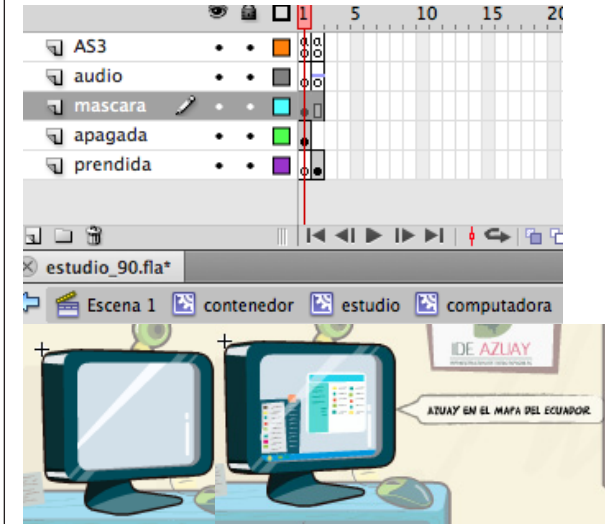 1 5 10 15 20
AS3
audio
mascara
apagada
prendida
estudio_90.fla*
Escena 1 contenedor estudio computadora
IDE AZUAY
AZUAY EN EL MAPA DEL ECUADOR